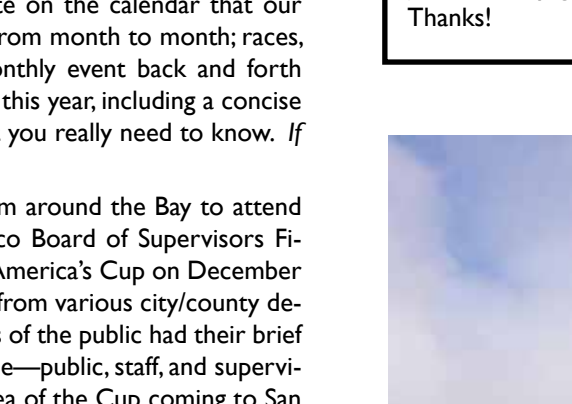 te on the calendar that our
from month to month; races,
onthly event back and forth
this year, including a concise
you really need to know. If
m around the Bay to attend
co Board of Supervisors Fi-
America's Cup on December
from various city/county de-
s of the public had their brief
e—public, staff, and supervi-
ea of the Cup coming to San
Thanks!